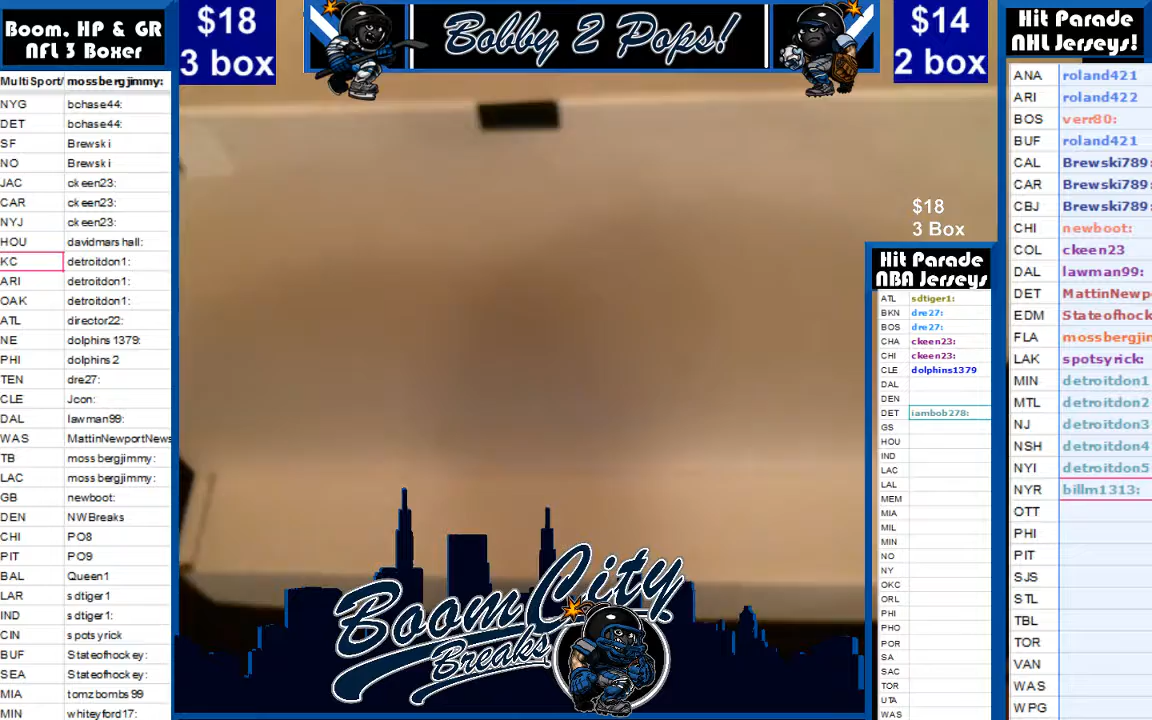 Boom, HP & GR
NFL 3 Boxer
MultiSport/ mossbergjimmy:
NYG bchase44:
DET bchase44:
SF Brewski
NO Brewski
JAC ckeen23:
CAR ckeen23:
NYJ ckeen23:
HOU davidmarshall:
KC detroitdon1:
ARI detroitdon1:
OAK detroitdon1:
ATL director22:
NE dolphins 1379:
PHI dolphins 2
TEN dre27:
CLE Jcon:
DAL lawman99:
WAS MattinNewportNews
TB mossbergjimmy:
LAC mossbergjimmy:
GB newboot:
DEN NWBreaks
CHI PO8
PIT PO9
BAL Queen1
LAR sdtiger1
IND sdtiger1:
CIN spotsyrick
BUF Stateofhockey:
SEA Stateofhockey:
MIA tomzbombs99
MIN whiteyford17:
$18
3 box
Bobby 2 Pops!
$14
2 box
$18
3 Box
Hit Parade
NBA Jerseys
ATL sdtiger1:
BKN dre27:
BOS dre27:
CHA ckeen23:
CHI ckeen23:
CLE dolphins1379
DAL
DEN
DET iambob278:
GS
HOU
IND
LAC
LAL
MEM
MIA
MIL
MIN
NO
NY
OKC
ORL
PHI
PHO
POR
SA
SAC
TOR
UTA
WAS
Boom City
Breaks
Hit Parade
NHL Jerseys!
ANA roland421
ARI roland422
BOS verr80:
BUF roland421
CAL Brewski789:
CAR Brewski789:
CBJ Brewski789:
CHI newboot:
COL ckeen23
DAL lawman99:
DET MattinNewp
EDM Stateofhock
FLA mossbergjin
LAK spotsyrick:
MIN detroitdon1
MTL detroitdon2
NJ detroitdon3
NSH detroitdon4
NYI detroitdon5
NYR billm1313:
OTT
PHI
PIT
SJS
STL
TBL
TOR
VAN
WAS
WPG